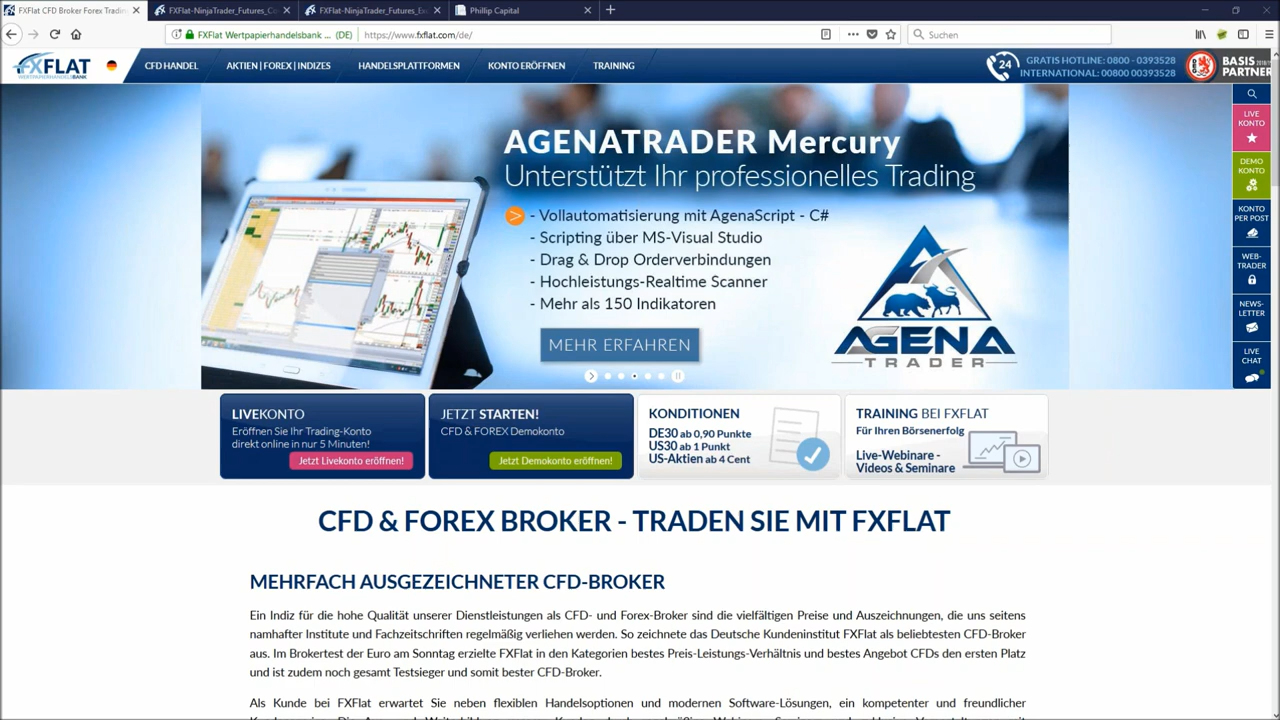 FXFlat CFD Broker Forex Tradin
FXFlat-NinjaTrader_Futures_Co
FXFlat-NinjaTrader_Futures_Ex
Phillip Capital
FXFlat Wertpapierhandelsbank ... (DE)
https://www.fxflat.com/de/
Suchen
FXFLAT
WERTPAPIERHANDELSBANK
CFD HANDEL
AKTIEN | FOREX | INDIZES
HANDELSPLATTFORMEN
KONTO ERÖFFNEN
TRAINING
24
GRATIS HOTLINE: 0800 - 0393528
INTERNATIONAL: 00800 00393528
BASIS
PARTNER
AGENATRADER Mercury
Unterstützt Ihr professionelles Trading
- Vollautomatisierung mit AgenaScript - C#
- Scripting über MS-Visual Studio
- Drag & Drop Orderverbindungen
- Hochleistungs-Realtime Scanner
- Mehr als 150 Indikatoren
MEHR ERFAHREN
AGENA
TRADER
LIVE
KONTO
DEMO
KONTO
KONTO
PER POST
WEB-
TRADER
NEWS-
LETTER
LIVE
CHAT
LIVEKONTO
Eröffnen Sie Ihr Trading-Konto
direkt online in nur 5 Minuten!
Jetzt Livekonto eröffnen!
JETZT STARTEN!
CFD & FOREX Demokonto
Jetzt Demokonto eröffnen!
KONDITIONEN
DE30 ab 0,90 Punkte
US30 ab 1 Punkt
US-Aktien ab 4 Cent
TRAINING BEI FXFLAT
Für Ihren Börsenerfolg
Live-Webinare -
Videos & Seminare
CFD & FOREX BROKER - TRADEN SIE MIT FXFLAT
MEHRFACH AUSGEZEICHNETER CFD-BROKER
Ein Indiz für die hohe Qualität unserer Dienstleistungen als CFD- und Forex-Broker sind die vielfältigen Preise und Auszeichnungen, die uns seitens
namhafter Institute und Fachzeitschriften regelmäßig verliehen werden. So zeichnete das Deutsche Kundeninstitut FXFlat als beliebtesten CFD-Broker
aus. Im Brokertest der Euro am Sonntag erzielte FXFlat in den Kategorien bestes Preis-Leistungs-Verhältnis und bestes Angebot CFDs den ersten Platz
und ist zudem noch gesamt Testsieger und somit bester CFD-Broker.
Als Kunde bei FXFlat erwartet Sie neben flexiblen Handelsoptionen und modernen Software-Lösungen, ein kompetenter und freundlicher